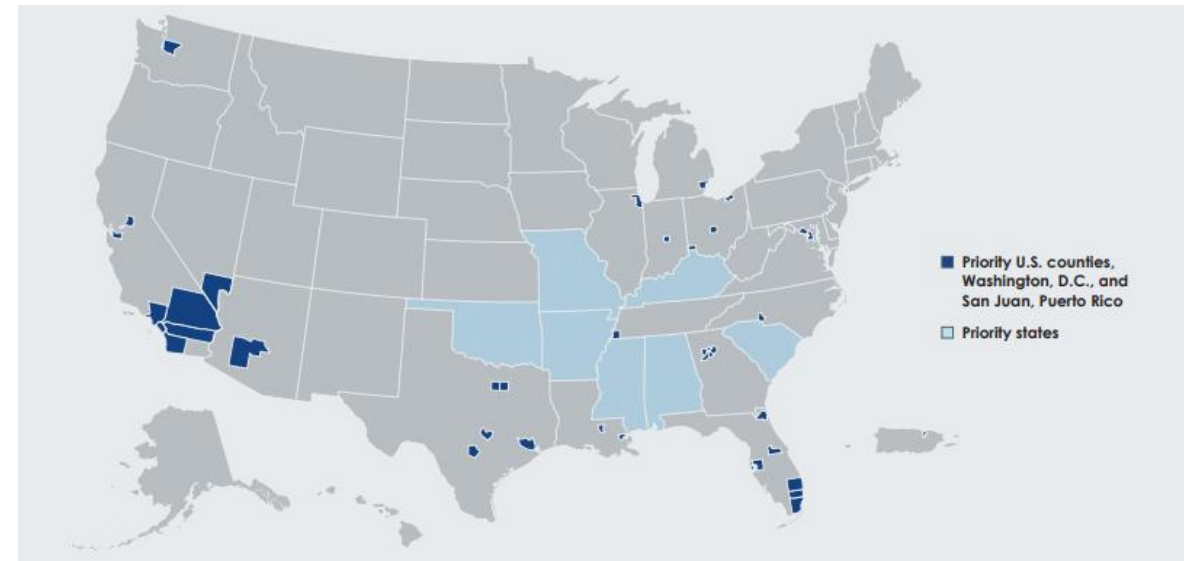 Priority U.S. counties,
Washington, D.C., and
San Juan, Puerto Rico
Priority states